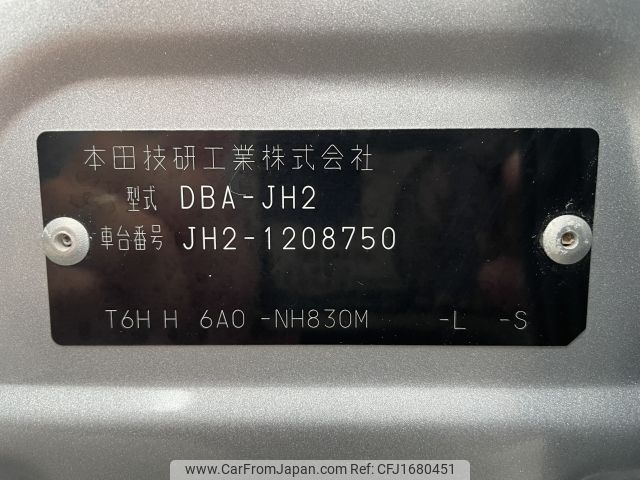 本田技研工業株式会社
型式 DBA-JH2
車台番号 JH2-1208750
T6H H 6A0 -NH830M -L -S
www.CarFromJapan.com | Ref No. CFJ1680451